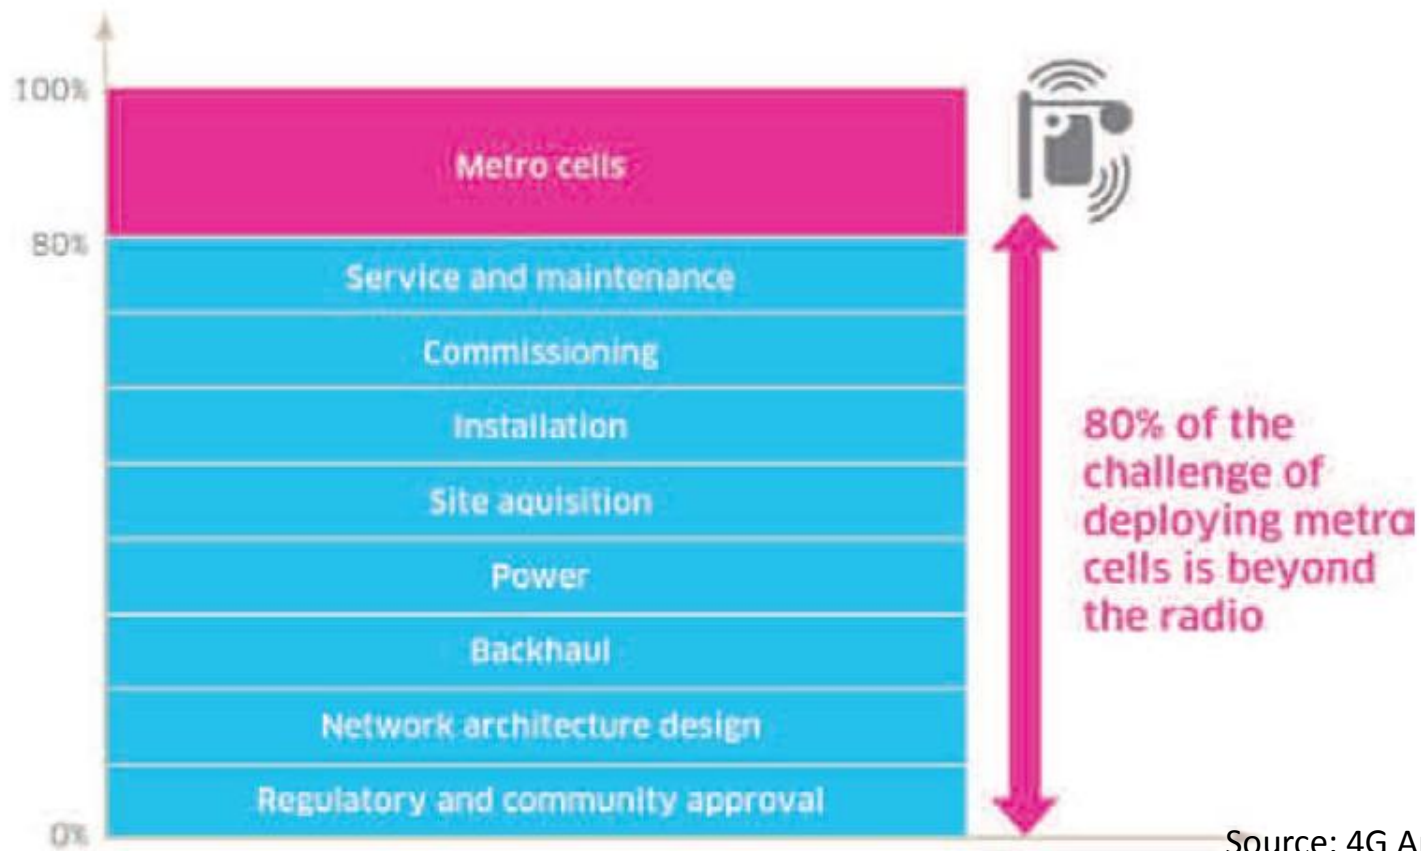 100%
Metro cells
80%
Service and maintenance
Commissioning
Installation
Site aquisition
Power
Backhaul
Network architecture design
Regulatory and community approval
0%
80% of the
challenge of
deploying metro
cells is beyond
the radio
Source: 4G